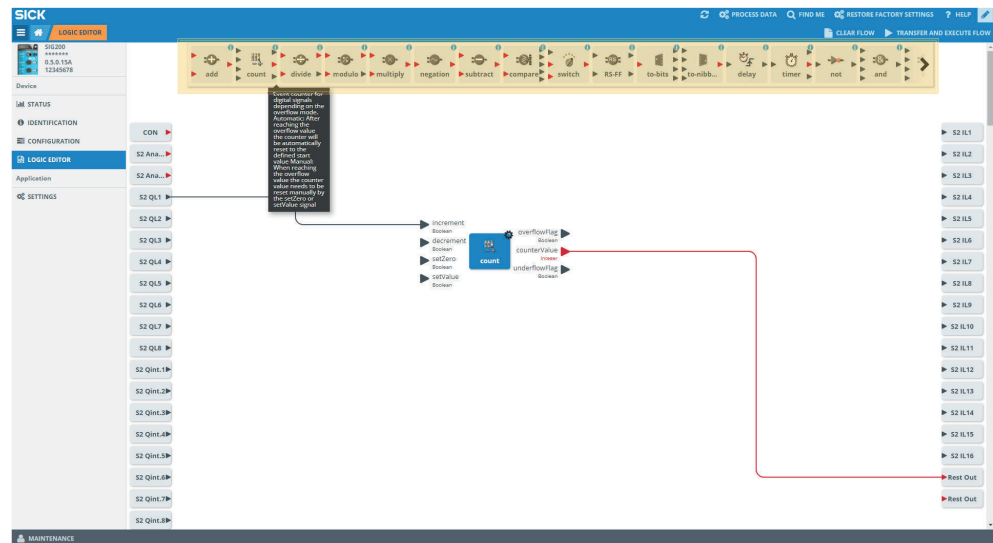 SICK
PROCESS DATA
FIND ME
RESTORE FACTORY SETTINGS
? HELP
LOGIC EDITOR
CLEAR FLOW
TRANSFER AND EXECUTE FLOW
SIG200
*******
0.5.0.15A
12345678
Device
STATUS
IDENTIFICATION
CONFIGURATION
LOGIC EDITOR
Application
SETTINGS
add
count
divide
modulo
multiply
negation
subtract
compare
switch
RS-FF
to-bits
to-nibb...
delay
timer
not
and
Event counter for
digital signals
depending on the
overflow mode.
Automatic: After
reaching the
overflow value
the counter will
be automatically
reset to the
defined start
value Manual:
When reaching
the overflow
value the counter
value needs to be
reset manually by
the setZero or
setValue signal
CON
S2 Ana...
S2 Ana...
S2 QL1
S2 QL2
S2 QL3
S2 QL4
S2 QL5
S2 QL6
S2 QL7
S2 QL8
S2 Qint.1
S2 Qint.2
S2 Qint.3
S2 Qint.4
S2 Qint.5
S2 Qint.6
S2 Qint.7
S2 Qint.8
increment
Boolean
decrement
Boolean
setZero
Boolean
setValue
Boolean
count
overflowFlag
Boolean
counterValue
Integer
underflowFlag
Boolean
S2 IL1
S2 IL2
S2 IL3
S2 IL4
S2 IL5
S2 IL6
S2 IL7
S2 IL8
S2 IL9
S2 IL10
S2 IL11
S2 IL12
S2 IL13
S2 IL14
S2 IL15
S2 IL16
Rest Out
Rest Out
MAINTENANCE